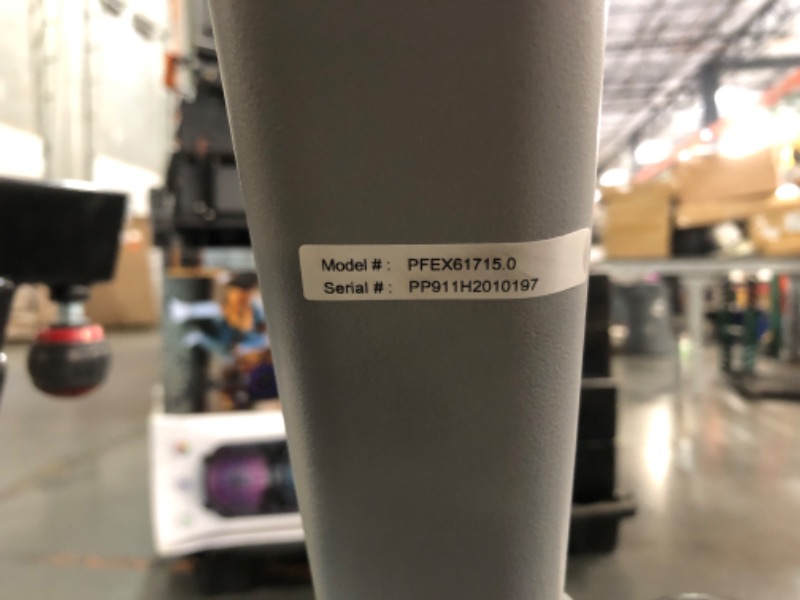 Model # : PFEX61715.0
Serial # : PP911H2010197